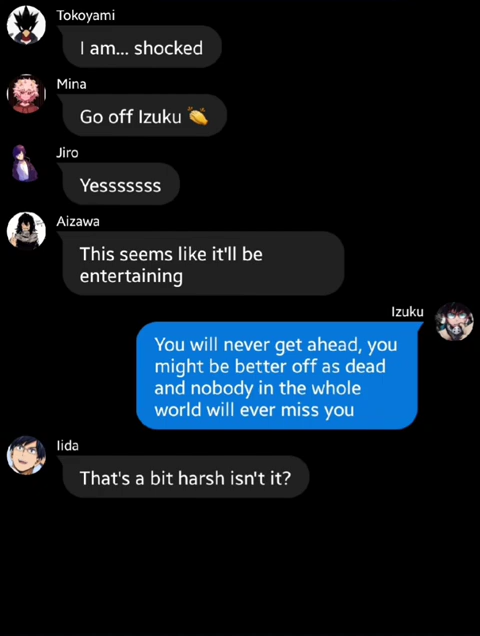 Tokoyami
I am... shocked
Mina
Go off Izuku 👏
Jiro
Yesssssss
Aizawa
This seems like it'll be
entertaining
Izuku
You will never get ahead, you
might be better off as dead
and nobody in the whole
world will ever miss you
Iida
That's a bit harsh isn't it?